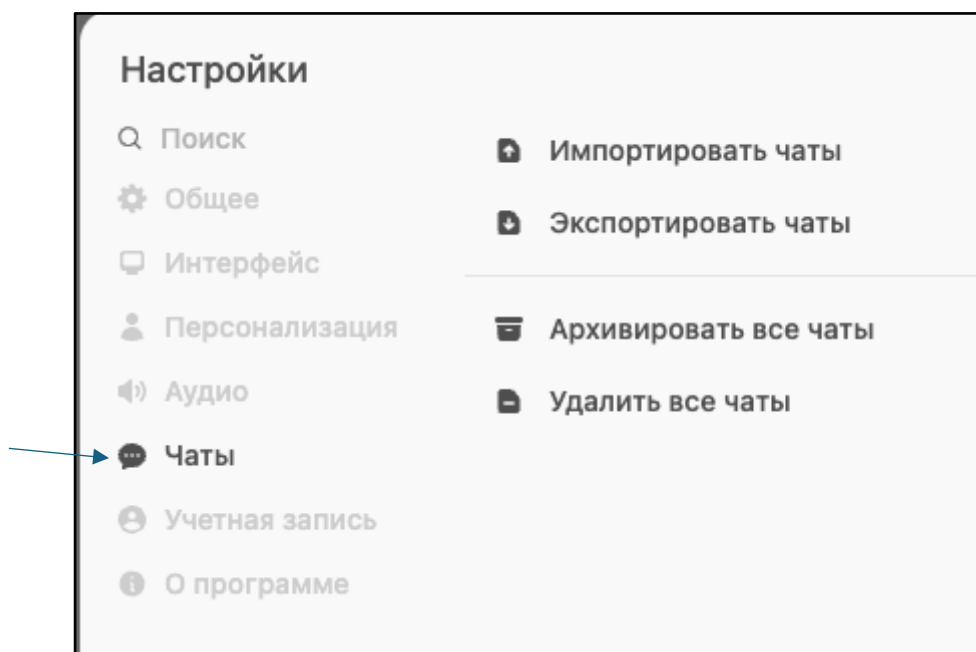 Настройки
Поиск
Общее
Интерфейс
Персонализация
Аудио
Чаты
Учетная запись
О программе
Импортировать чаты
Экспортировать чаты
Архивировать все чаты
Удалить все чаты